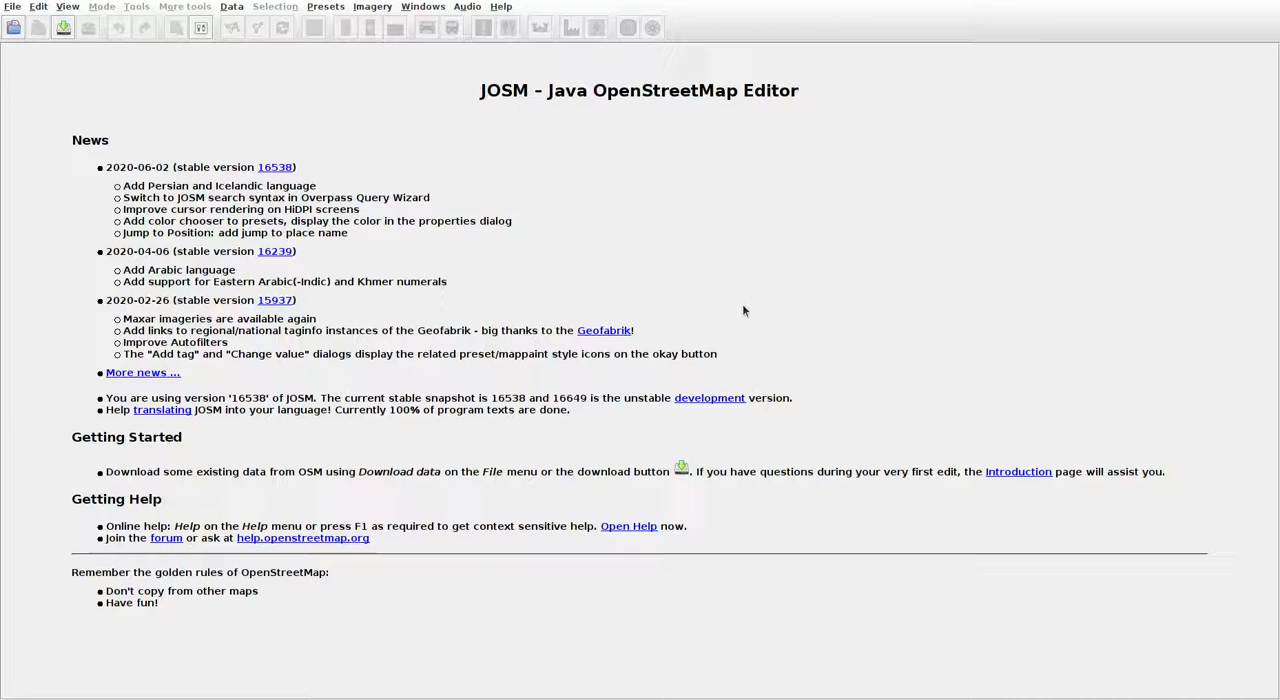 File Edit View Mode Tools More tools Data Selection Presets Imagery Windows Audio Help
JOSM – Java OpenStreetMap Editor
News
2020-06-02 (stable version 16538)
Add Persian and Icelandic language
Switch to JOSM search syntax in Overpass Query Wizard
Improve cursor rendering on HiDPI screens
Add color chooser to presets, display the color in the properties dialog
Jump to Position: add jump to place name
2020-04-06 (stable version 16239)
Add Arabic language
Add support for Eastern Arabic(-Indic) and Khmer numerals
2020-02-26 (stable version 15937)
Maxar imageries are available again
Add links to regional/national taginfo instances of the Geofabrik - big thanks to the Geofabrik!
Improve Autofilters
The "Add tag" and "Change value" dialogs display the related preset/mappaint style icons on the okay button
More news ...
You are using version '16538' of JOSM. The current stable snapshot is 16538 and 16649 is the unstable development version.
Help translating JOSM into your language! Currently 100% of program texts are done.
Getting Started
Download some existing data from OSM using Download data on the File menu or the download button . If you have questions during your very first edit, the Introduction page will assist you.
Getting Help
Online help: Help on the Help menu or press F1 as required to get context sensitive help. Open Help now.
Join the forum or ask at help.openstreetmap.org
Remember the golden rules of OpenStreetMap:
Don't copy from other maps
Have fun!